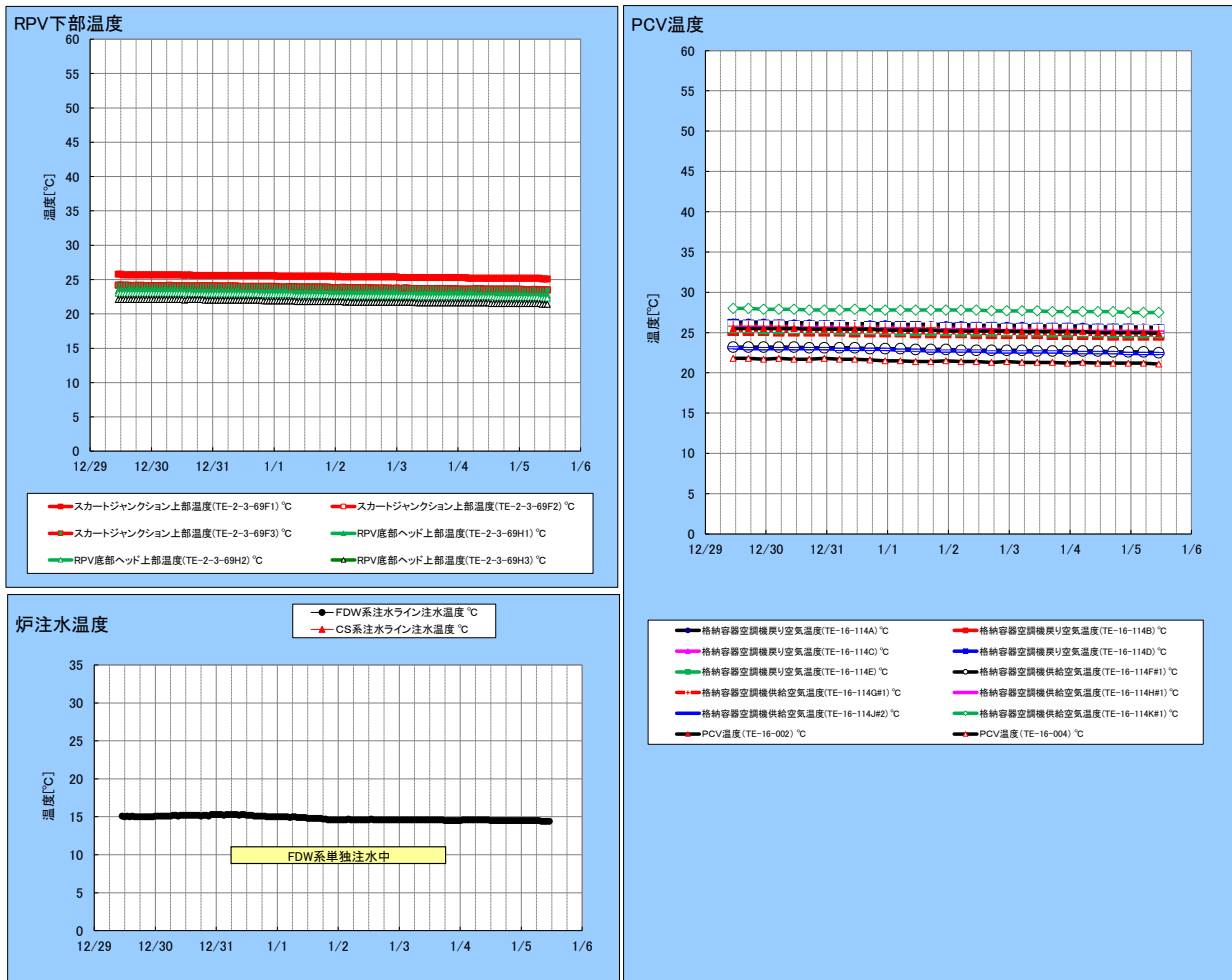 RPV下部温度
60
55
50
45
40
35
30
25
20
15
10
5
0
温度[℃]
12/29 12/30 12/31 1/1 1/2 1/3 1/4 1/5 1/6
スカートジャンクション上部温度(TE-2-3-69F1) ℃ スカートジャンクション上部温度(TE-2-3-69F2) ℃
スカートジャンクション上部温度(TE-2-3-69F3) ℃ RPV底部ヘッド上部温度(TE-2-3-69H1) ℃
RPV底部ヘッド上部温度(TE-2-3-69H2) ℃ RPV底部ヘッド上部温度(TE-2-3-69H3) ℃
炉注水温度
FDW系注水ライン注水温度 ℃
CS系注水ライン注水温度 ℃
35
30
25
20
15
10
5
0
温度[℃]
FDW系単独注水中
12/29 12/30 12/31 1/1 1/2 1/3 1/4 1/5 1/6
PCV温度
60
55
50
45
40
35
30
25
20
15
10
5
0
温度[℃]
12/29 12/30 12/31 1/1 1/2 1/3 1/4 1/5 1/6
格納容器空調機戻り空気温度(TE-16-114A) ℃ 格納容器空調機戻り空気温度(TE-16-114B) ℃
格納容器空調機戻り空気温度(TE-16-114C) ℃ 格納容器空調機戻り空気温度(TE-16-114D) ℃
格納容器空調機戻り空気温度(TE-16-114E) ℃ 格納容器空調機供給空気温度(TE-16-114F#1) ℃
格納容器空調機供給空気温度(TE-16-114G#1) ℃ 格納容器空調機供給空気温度(TE-16-114H#1) ℃
格納容器空調機供給空気温度(TE-16-114J#2) ℃ 格納容器空調機供給空気温度(TE-16-114K#1) ℃
PCV温度(TE-16-002) ℃ PCV温度(TE-16-004) ℃